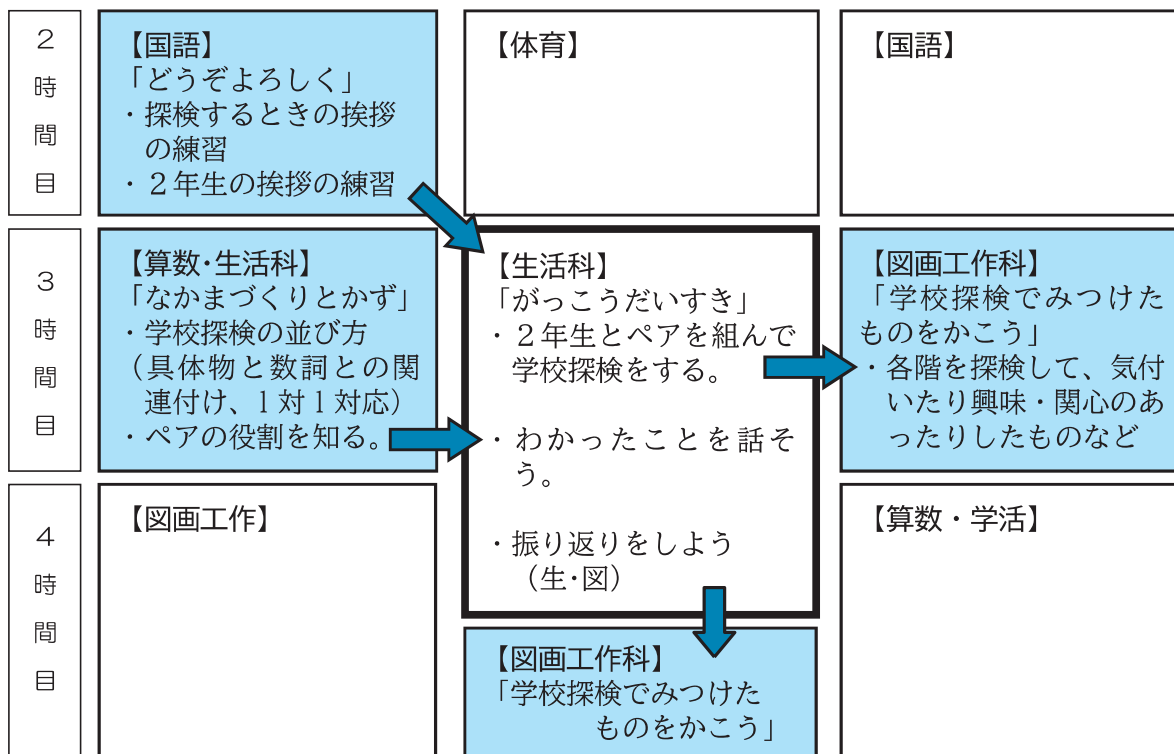 2時間目
【国語】
「どうぞよろしく」
・探検するときの挨拶
の練習
・２年生の挨拶の練習
【体育】
【国語】
3時間目
【算数･生活科】
「なかまづくりとかず」
・学校探検の並び方
（具体物と数詞との関
連付け、1対1対応）
・ペアの役割を知る。
【生活科】
「がっこうだいすき」
・２年生とペアを組んで
学校探検をする。
・わかったことを話そ
う。
・振り返りをしよう
（生･図）
【図画工作科】
「学校探検でみつけた
ものをかこう」
・各階を探検して、気付
いたり興味・関心のあ
ったりしたものなど
4時間目
【図画工作】
【図画工作科】
「学校探検でみつけた
ものをかこう」
【算数・学活】